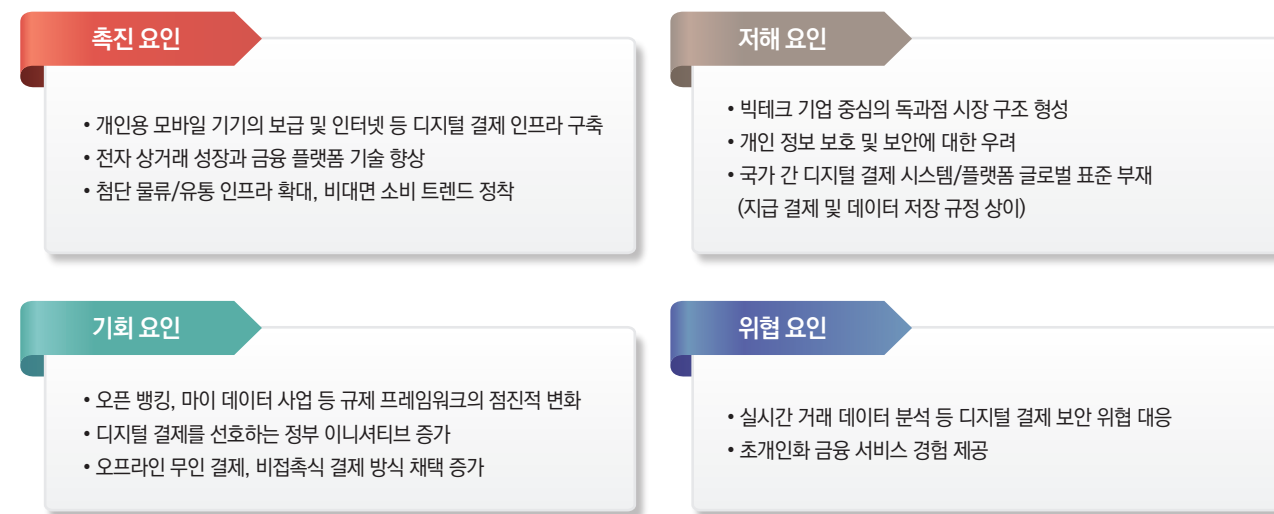 촉진 요인
• 개인용 모바일 기기의 보급 및 인터넷 등 디지털 결제 인프라 구축
• 전자 상거래 성장과 금융 플랫폼 기술 향상
• 첨단 물류/유통 인프라 확대, 비대면 소비 트렌드 정착
저해 요인
• 빅테크 기업 중심의 독과점 시장 구조 형성
• 개인 정보 보호 및 보안에 대한 우려
• 국가 간 디지털 결제 시스템/플랫폼 글로벌 표준 부재
(지급 결제 및 데이터 저장 규정 상이)
기회 요인
• 오픈 뱅킹, 마이 데이터 사업 등 규제 프레임워크의 점진적 변화
• 디지털 결제를 선호하는 정부 이니셔티브 증가
• 오프라인 무인 결제, 비접촉식 결제 방식 채택 증가
위협 요인
• 실시간 거래 데이터 분석 등 디지털 결제 보안 위협 대응
• 초개인화 금융 서비스 경험 제공